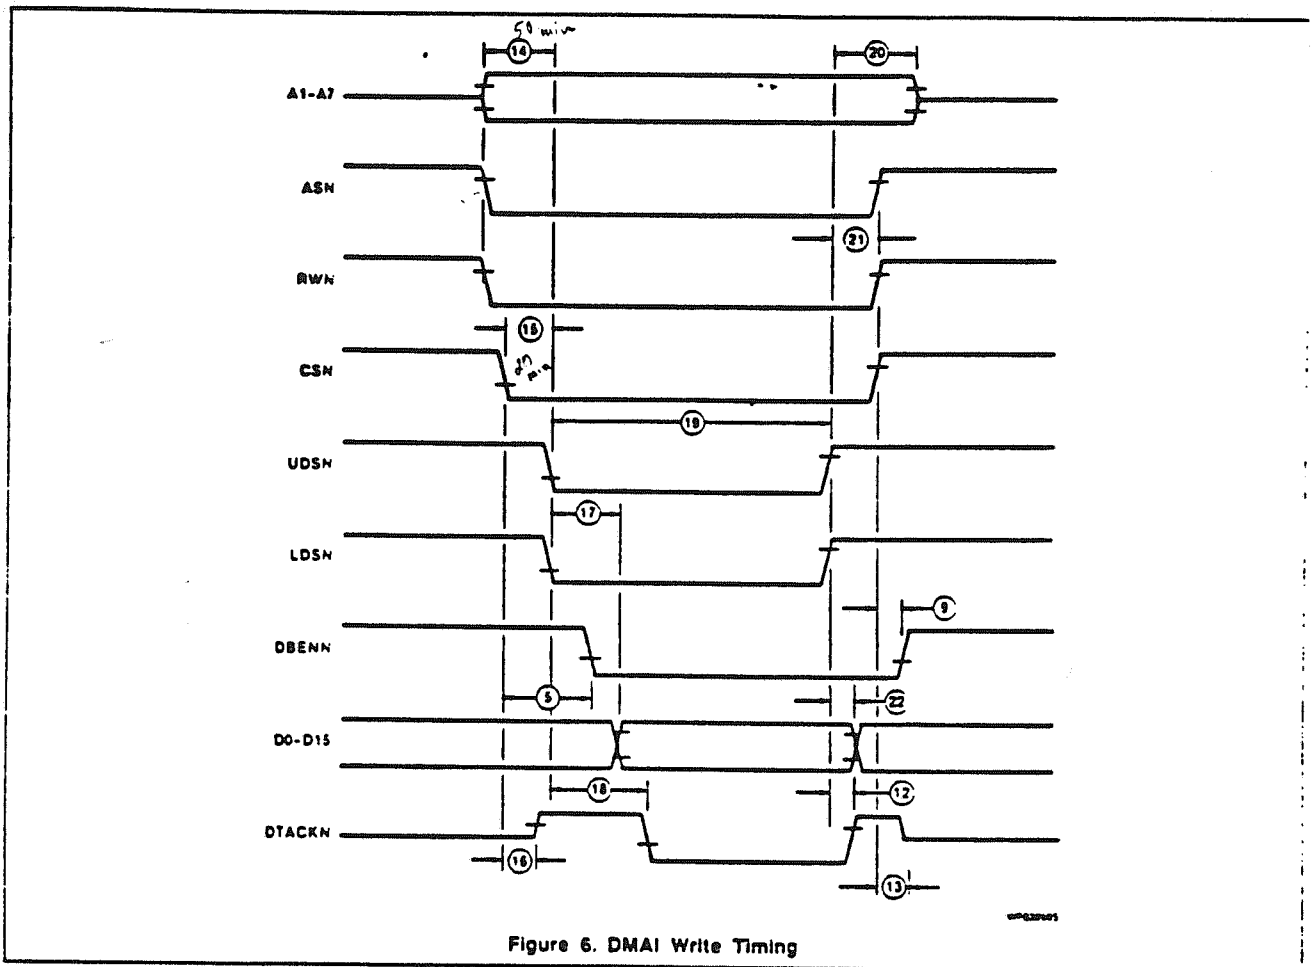 50 min
14
20
A1-A7
ASN
21
RWN
15
CSN
min
19
UDSN
17
LDSN
9
DBENN
5
22
D0-D15
18
12
DTACKN
16
13
Figure 6. DMAI Write Timing